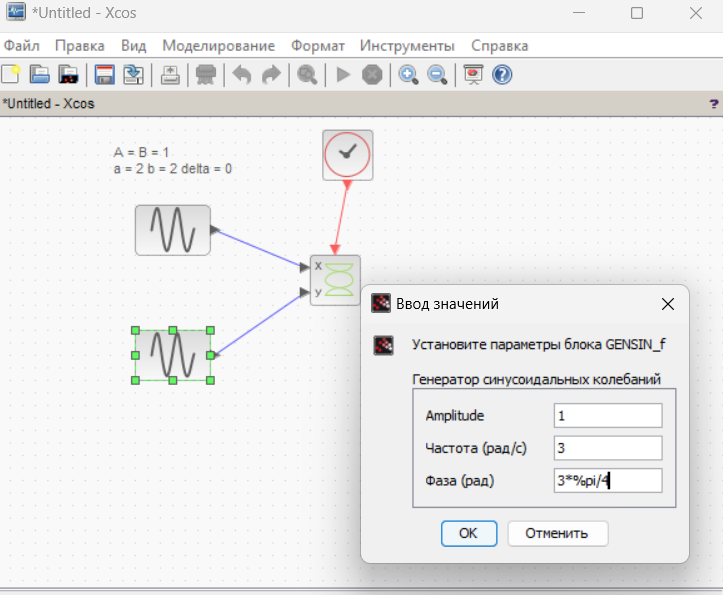 *Untitled - Xcos
Файл Правка Вид Моделирование Формат Инструменты Справка
*Untitled - Xcos ?
A = B = 1
a = 2 b = 2 delta = 0
x
y
Ввод значений
Установите параметры блока GENSIN_f
Генератор синусоидальных колебаний
Amplitude 1
Частота (рад/с) 3
Фаза (рад) 3*%pi/4
OK Отменить